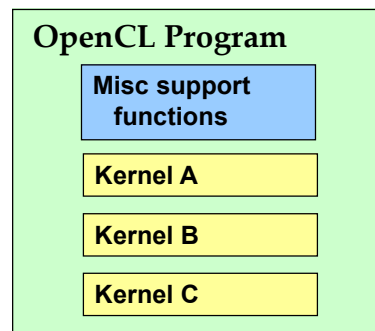 OpenCL Program
Misc support
functions
Kernel A
Kernel B
Kernel C